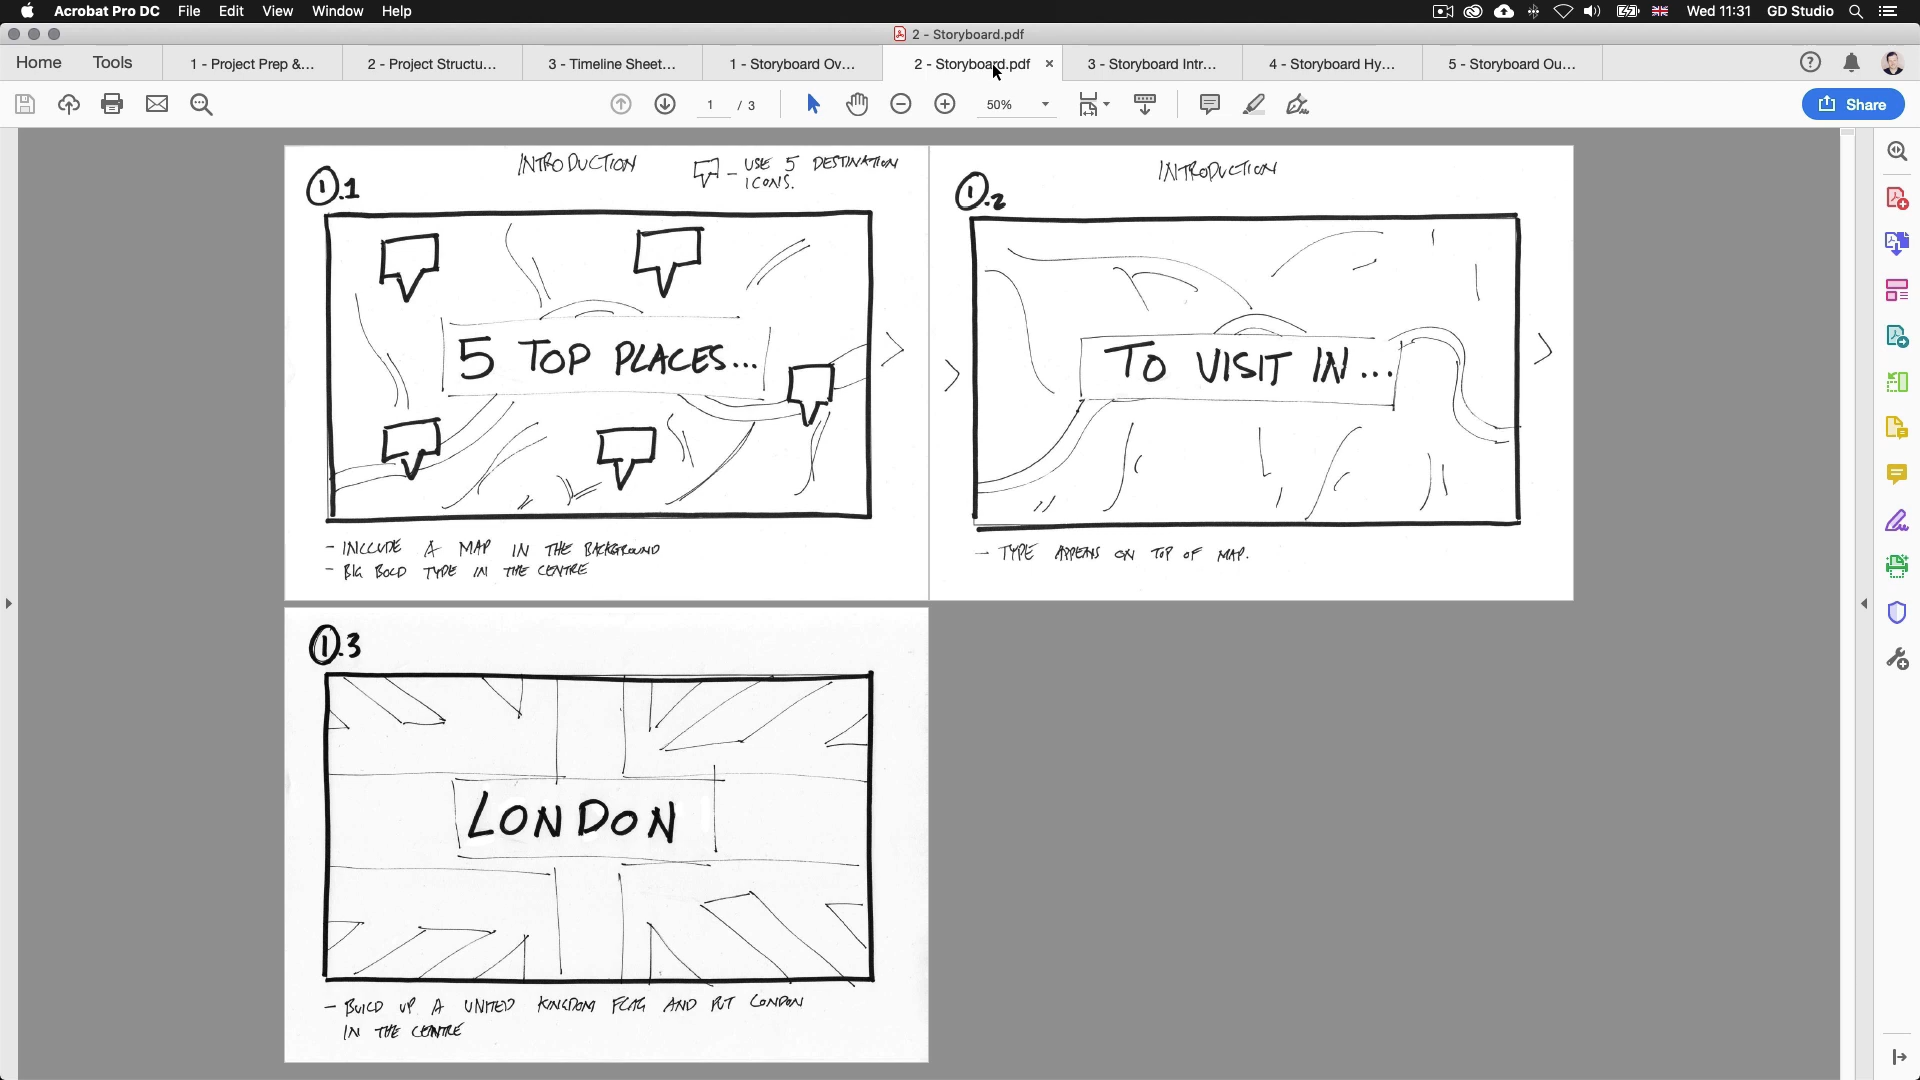 Acrobat Pro DC File Edit View Window Help Wed 11:31 GD Studio
2 - Storyboard.pdf
Home Tools 1 - Project Prep &... 2 - Project Structu... 3 - Timeline Sheet... 1 - Storyboard Ov... 2 - Storyboard.pdf × 3 - Storyboard Intr... 4 - Storyboard Hy... 5 - Storyboard Ou...
1 / 3 50% Share
INTRODUCTION
- USE 5 DESTINATION
ICONS.
1.1
5 TOP PLACES...
- INCLUDE A MAP IN THE BACKGROUND
- BIG BOLD TYPE IN THE CENTRE
INTRODUCTION
1.2
TO VISIT IN...
- TYPE APPEARS ON TOP OF MAP.
1.3
LONDON
- BUILD UP A UNITED KINGDOM FLAG AND PUT LONDON
IN THE CENTRE